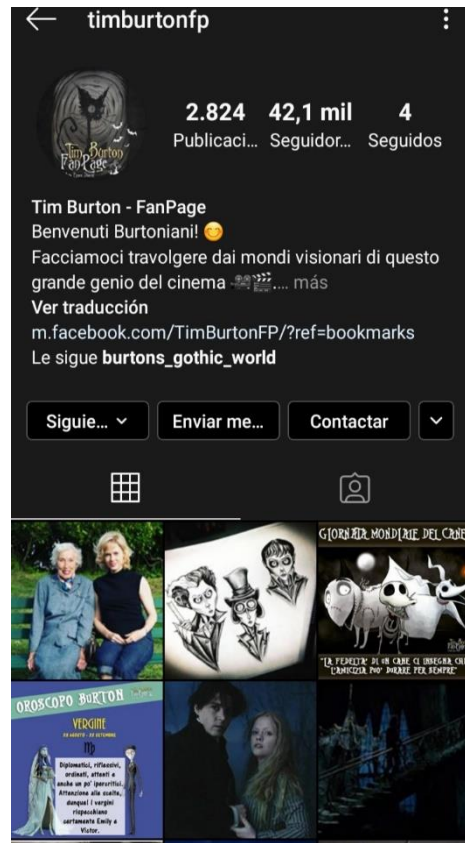 timburtonfp
2.824 42,1 mil 4
Publicaci... Seguidor... Seguidos
Tim Burton
FanPage
Tim Burton - FanPage
Benvenuti Burtoniani! 😊
Facciamoci travolgere dai mondi visionari di questo
grande genio del cinema 🎥🎬.... más
Ver traducción
m.facebook.com/TimBurtonFP/?ref=bookmarks
Le sigue burtons_gothic_world
Siguie... Enviar me... Contactar
GIORNATA MONDIALE DEL CANE
"LA FEDELTA' DI UN CANE CI INSEGNA CHE
L'AMICIZIA PUO' DURARE PER SEMPRE"
OROSCOPO BURTON
VERGINE
Diplomatici, riflessivi,
ordinati, attenti e
anche un po' ipercritici.
Attenzione alle scelte,
dunque! I vergini
rispecchiano
certamente Emily e
Victor.